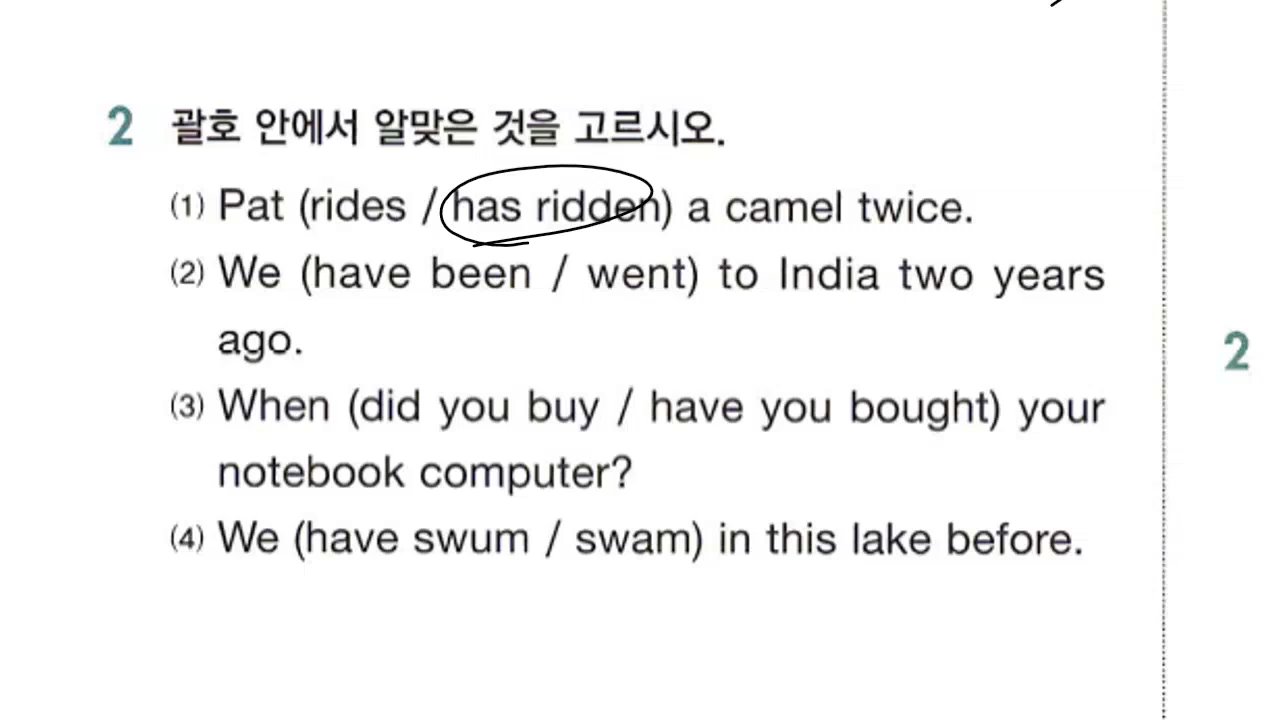 2 괄호 안에서 알맞은 것을 고르시오.
(1) Pat (rides / has ridden) a camel twice.
(2) We (have been / went) to India two years
ago.
(3) When (did you buy / have you bought) your
notebook computer?
(4) We (have swum / swam) in this lake before.
2